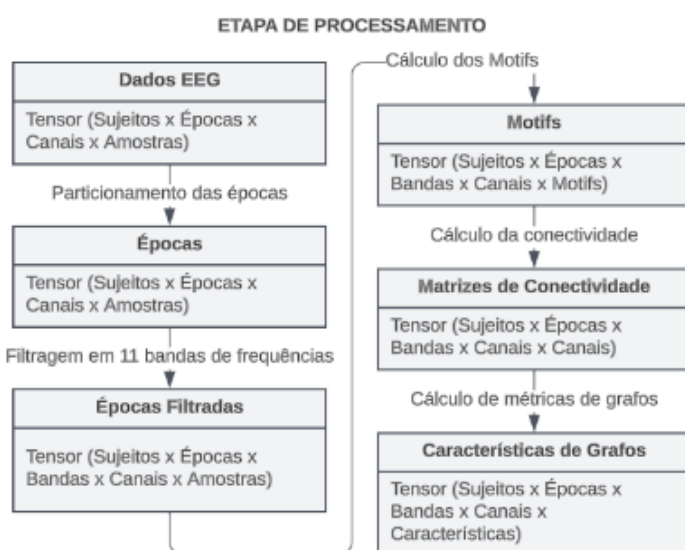 ETAPA DE PROCESSAMENTO
Dados EEG
Tensor (Sujeitos x Épocas x
Canais x Amostras)
Particionamento das épocas
Épocas
Tensor (Sujeitos x Épocas x
Canais x Amostras)
Filtragem em 11 bandas de frequências
Épocas Filtradas
Tensor (Sujeitos x Épocas x
Bandas x Canais x Amostras)
Cálculo dos Motifs
Motifs
Tensor (Sujeitos x Épocas x
Bandas x Canais x Motifs)
Cálculo da conectividade
Matrizes de Conectividade
Tensor (Sujeitos x Épocas x
Bandas x Canais x Canais)
Cálculo de métricas de grafos
Características de Grafos
Tensor (Sujeitos x Épocas x
Bandas x Canais x
Características)